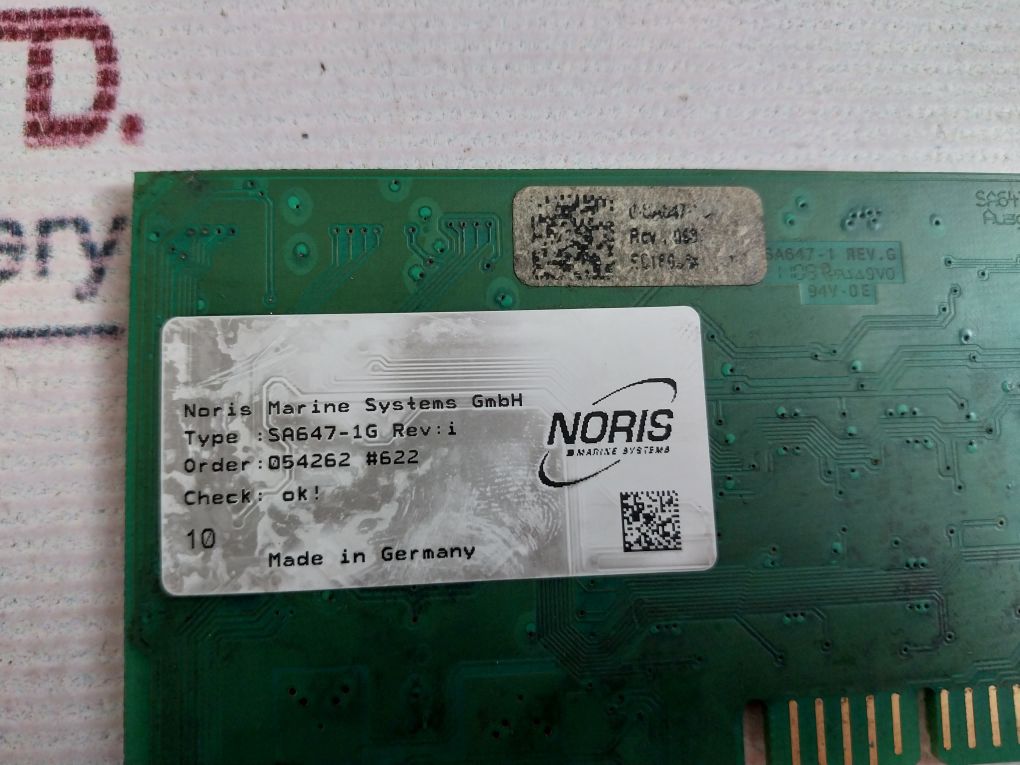 D.
ery
SA647-1 REV.G
94V-0E
Noris Marine Systems GmbH
Type :SA647-1G Rev:i
Order:054262 #622
Check: ok!
10
Made in Germany
NORIS
MARINE SYSTEMS